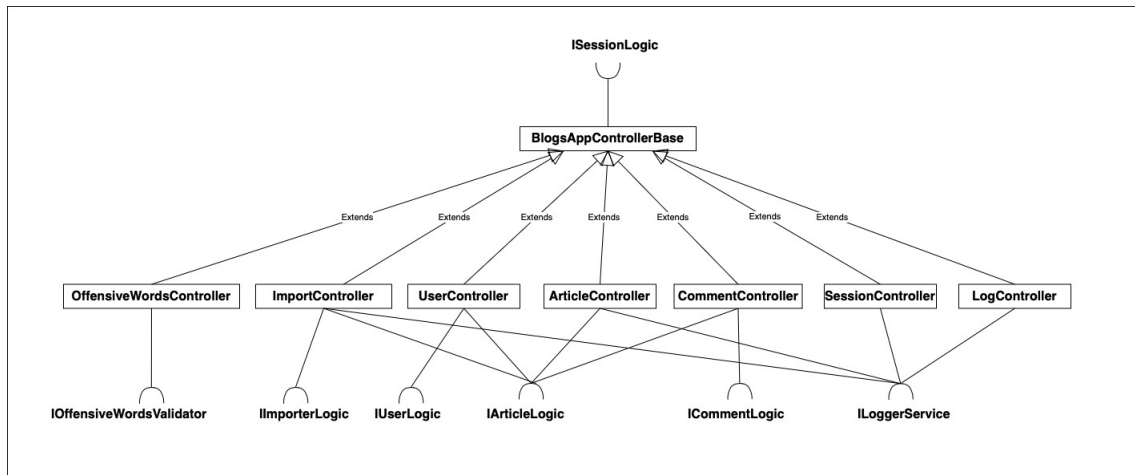 ISessionLogic
BlogsAppControllerBase
Extends Extends Extends Extends Extends Extends Extends
OffensiveWordsController ImportController UserController ArticleController CommentController SessionController LogController
IOffensiveWordsValidator IImporterLogic IUserLogic IArticleLogic ICommentLogic ILoggerService